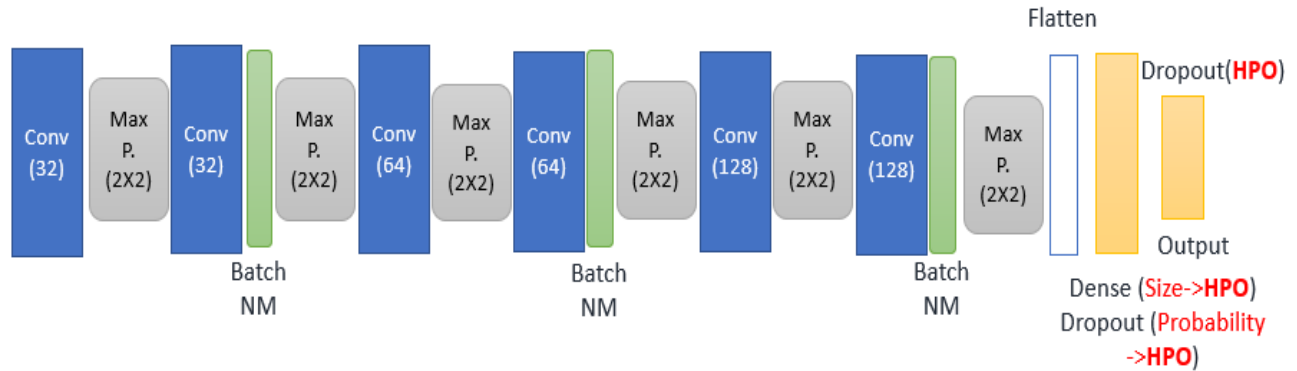 Flatten
Dropout(HPO)
Conv
(32)
Max
P.
(2X2)
Conv
(32)
Max
P.
(2X2)
Conv
(64)
Max
P.
(2X2)
Conv
(64)
Max
P.
(2X2)
Conv
(128)
Max
P.
(2X2)
Conv
(128)
Max
P.
(2X2)
Batch
NM
Batch
NM
Batch
NM
Output
Dense (Size->HPO)
Dropout (Probability
->HPO)